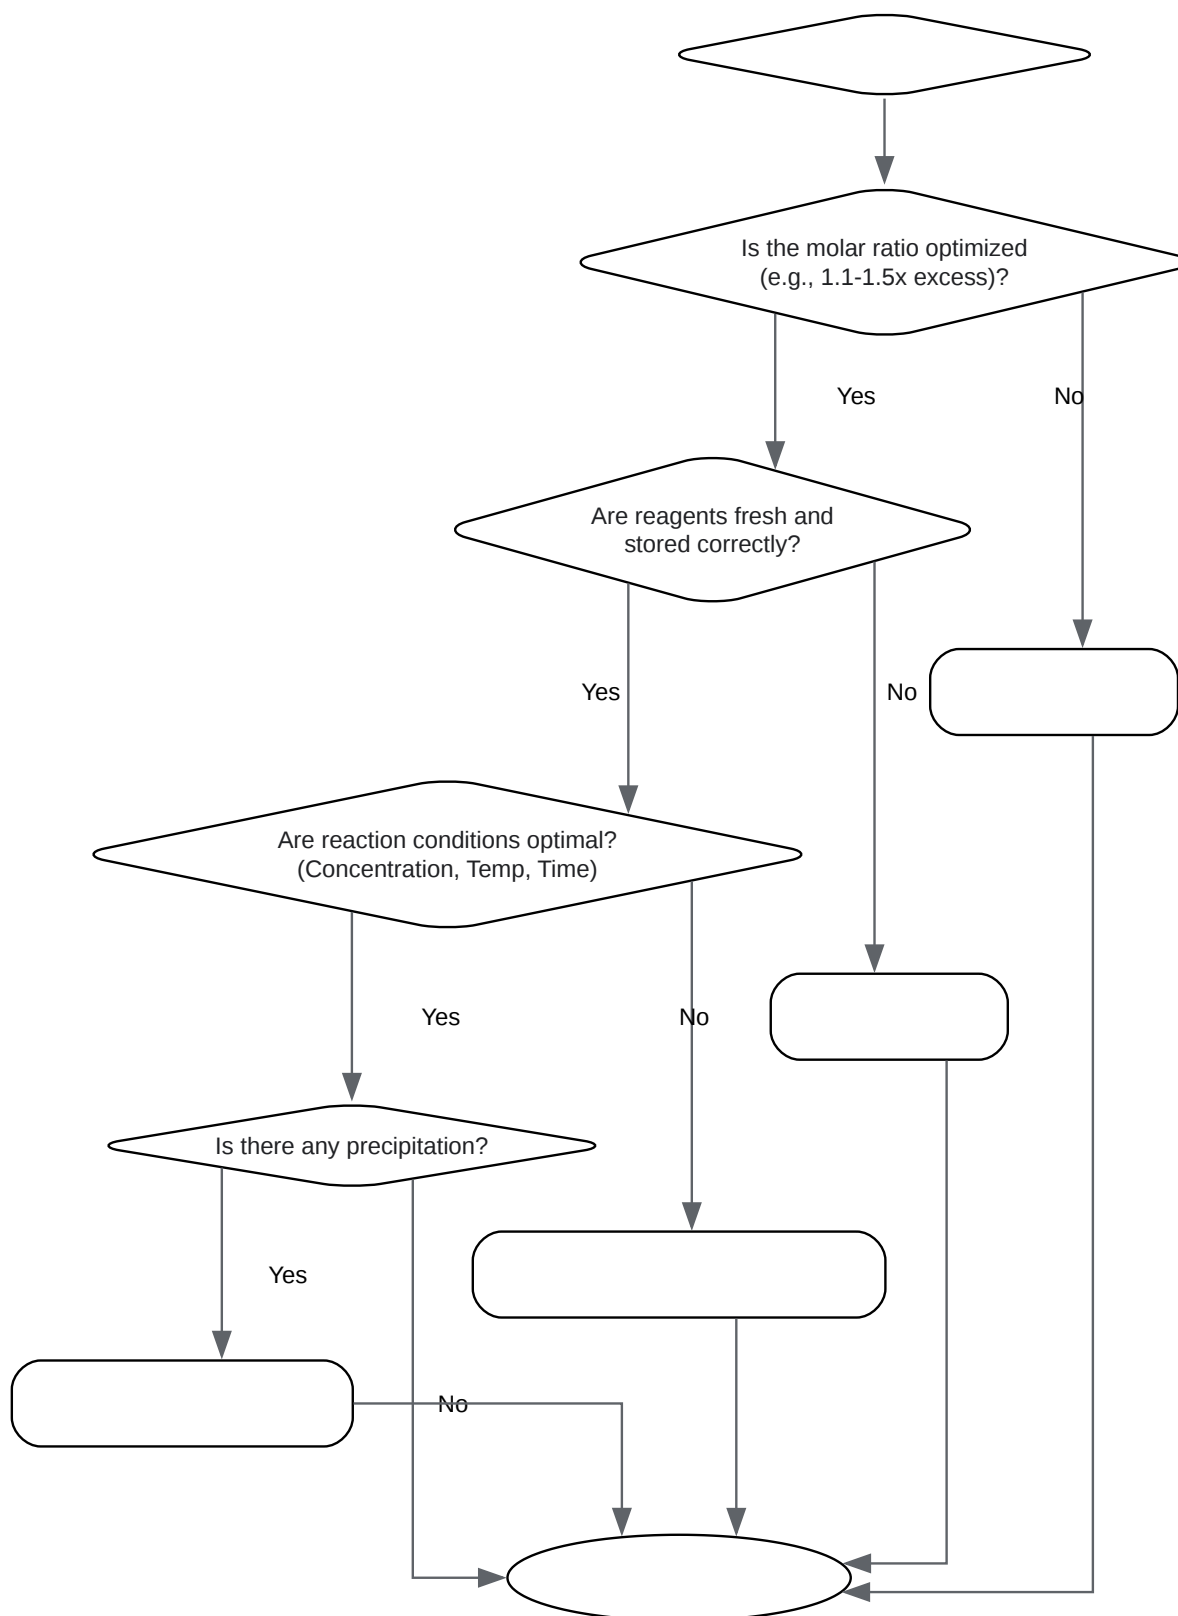 Is the molar ratio optimized
(e.g., 1.1-1.5x excess)?
Yes
No
Are reagents fresh and
stored correctly?
Yes
No
Are reaction conditions optimal?
(Concentration, Temp, Time)
Yes
No
Is there any precipitation?
Yes
No